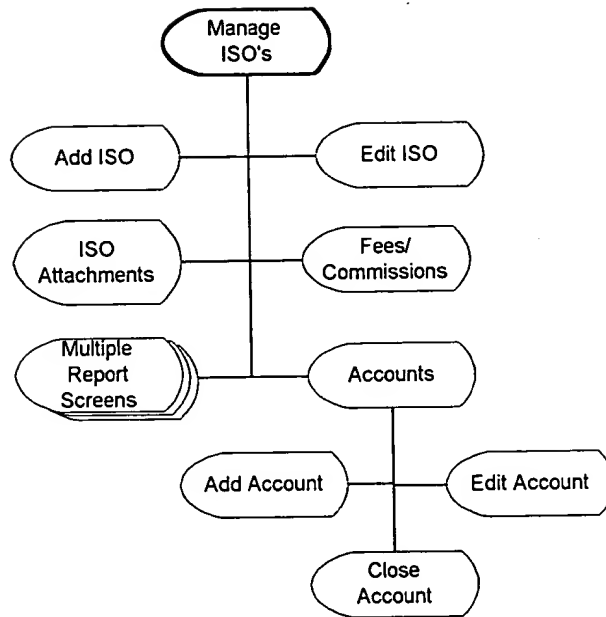 Manage
ISO's
Add ISO
Edit ISO
ISO
Attachments
Fees/
Commissions
Multiple
Report
Screens
Accounts
Add Account
Edit Account
Close
Account